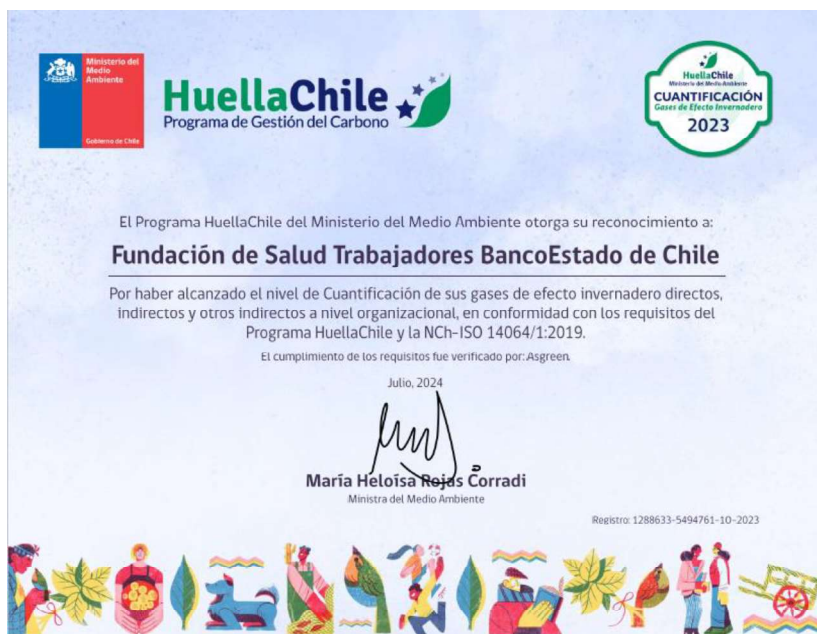 Ministerio del
Medio
Ambiente
Gobierno de Chile
HuellaChile
Programa de Gestión del Carbono
HuellaChile
Ministerio del Medio Ambiente
CUANTIFICACIÓN
Gases de Efecto Invernadero
2023
El Programa HuellaChile del Ministerio del Medio Ambiente otorga su reconocimiento a:
Fundación de Salud Trabajadores BancoEstado de Chile
Por haber alcanzado el nivel de Cuantificación de sus gases de efecto invernadero directos,
indirectos y otros indirectos a nivel organizacional, en conformidad con los requisitos del
Programa HuellaChile y la NCh-ISO 14064/1:2019.
El cumplimiento de los requisitos fue verificado por: Asgreen.
Julio, 2024
María Heloísa Rojas Corradi
Ministra del Medio Ambiente
Registro: 1288633-5494761-10-2023